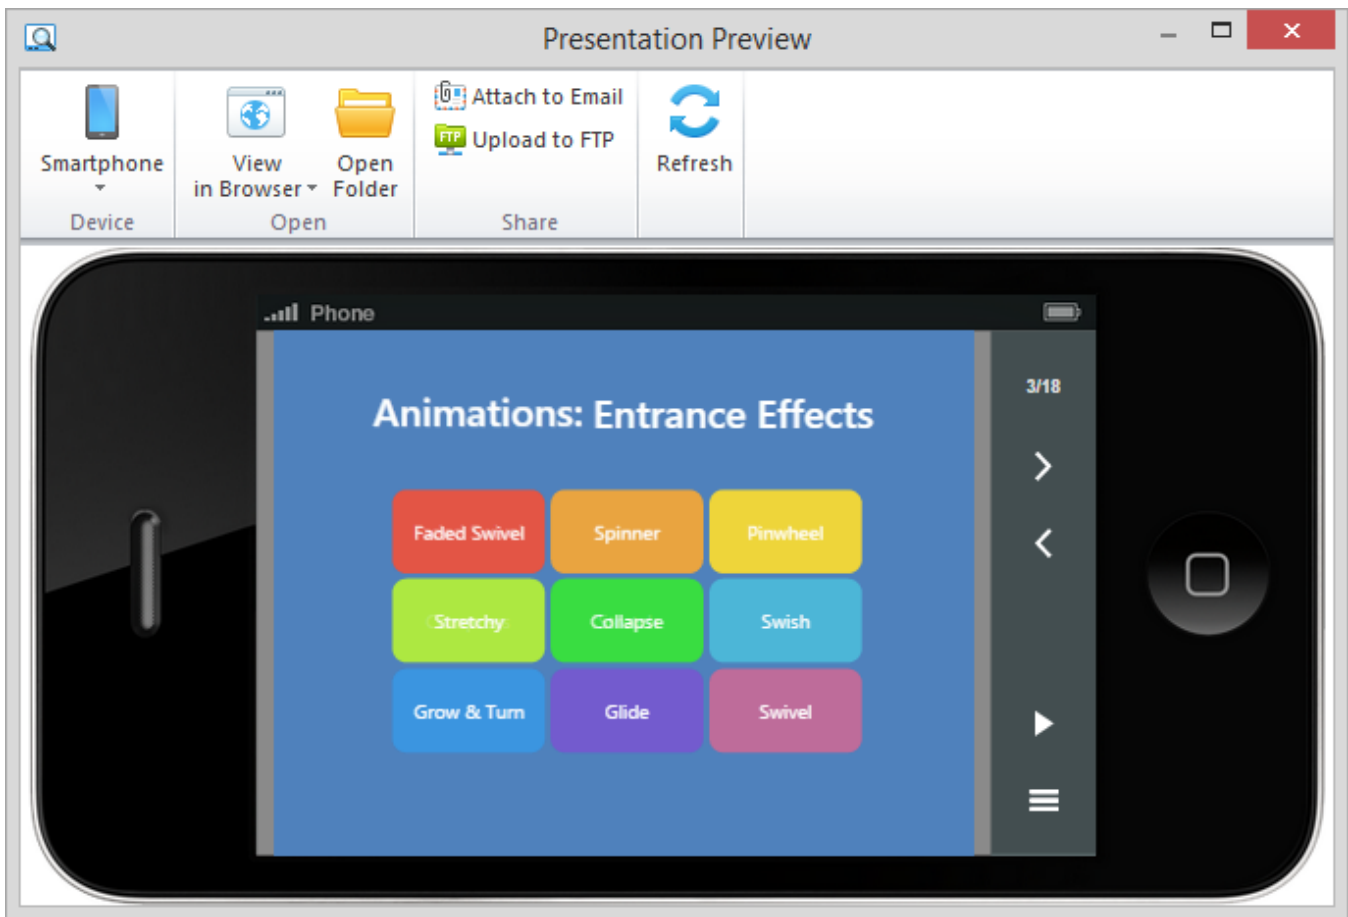 Presentation Preview
Smartphone
View
in Browser
Open
Folder
Attach to Email
FTP Upload to FTP
Refresh
Device
Open
Share
Phone
3/18
Animations: Entrance Effects
Faded Swivel
Spinner
Pinwheel
Stretchy
Collapse
Swish
Grow & Turn
Glide
Swivel